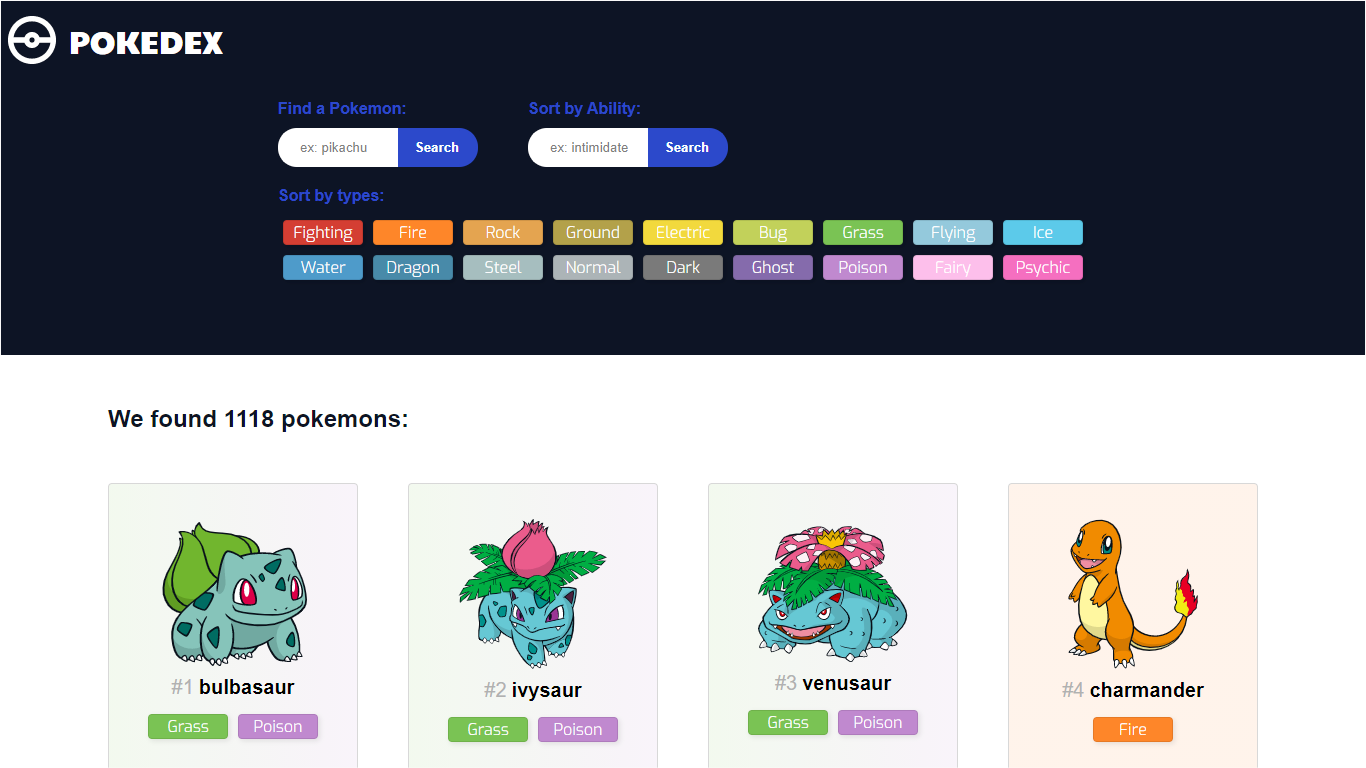 POKEDEX
Find a Pokemon: Sort by Ability:
ex: pikachu Search ex: intimidate Search
Sort by types:
Fighting Fire Rock Ground Electric Bug Grass Flying Ice
Water Dragon Steel Normal Dark Ghost Poison Fairy Psychic
We found 1118 pokemons:
#1 bulbasaur #2 ivysaur #3 venusaur #4 charmander
Grass Poison Grass Poison Grass Poison Fire